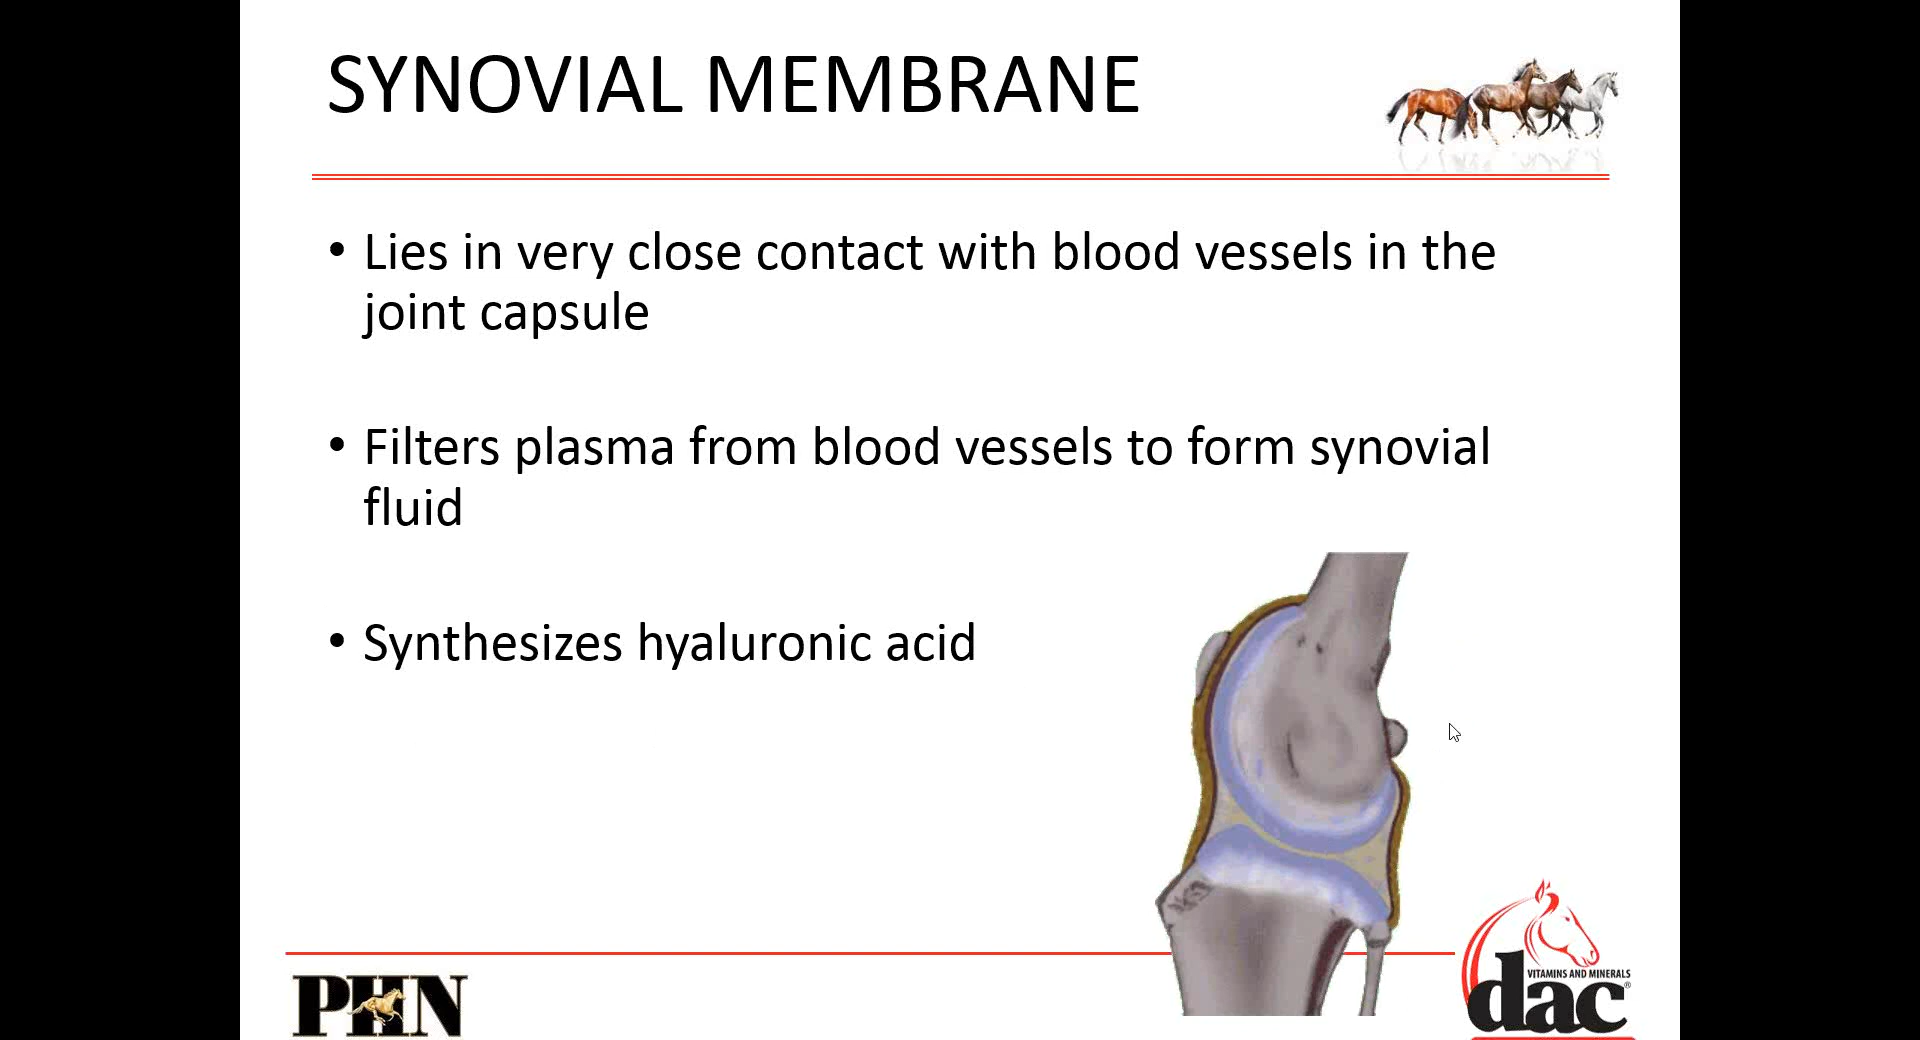 SYNOVIAL MEMBRANE
• Lies in very close contact with blood vessels in the
joint capsule
• Filters plasma from blood vessels to form synovial
fluid
• Synthesizes hyaluronic acid
PHN
VITAMINS AND MINERALS
dac®